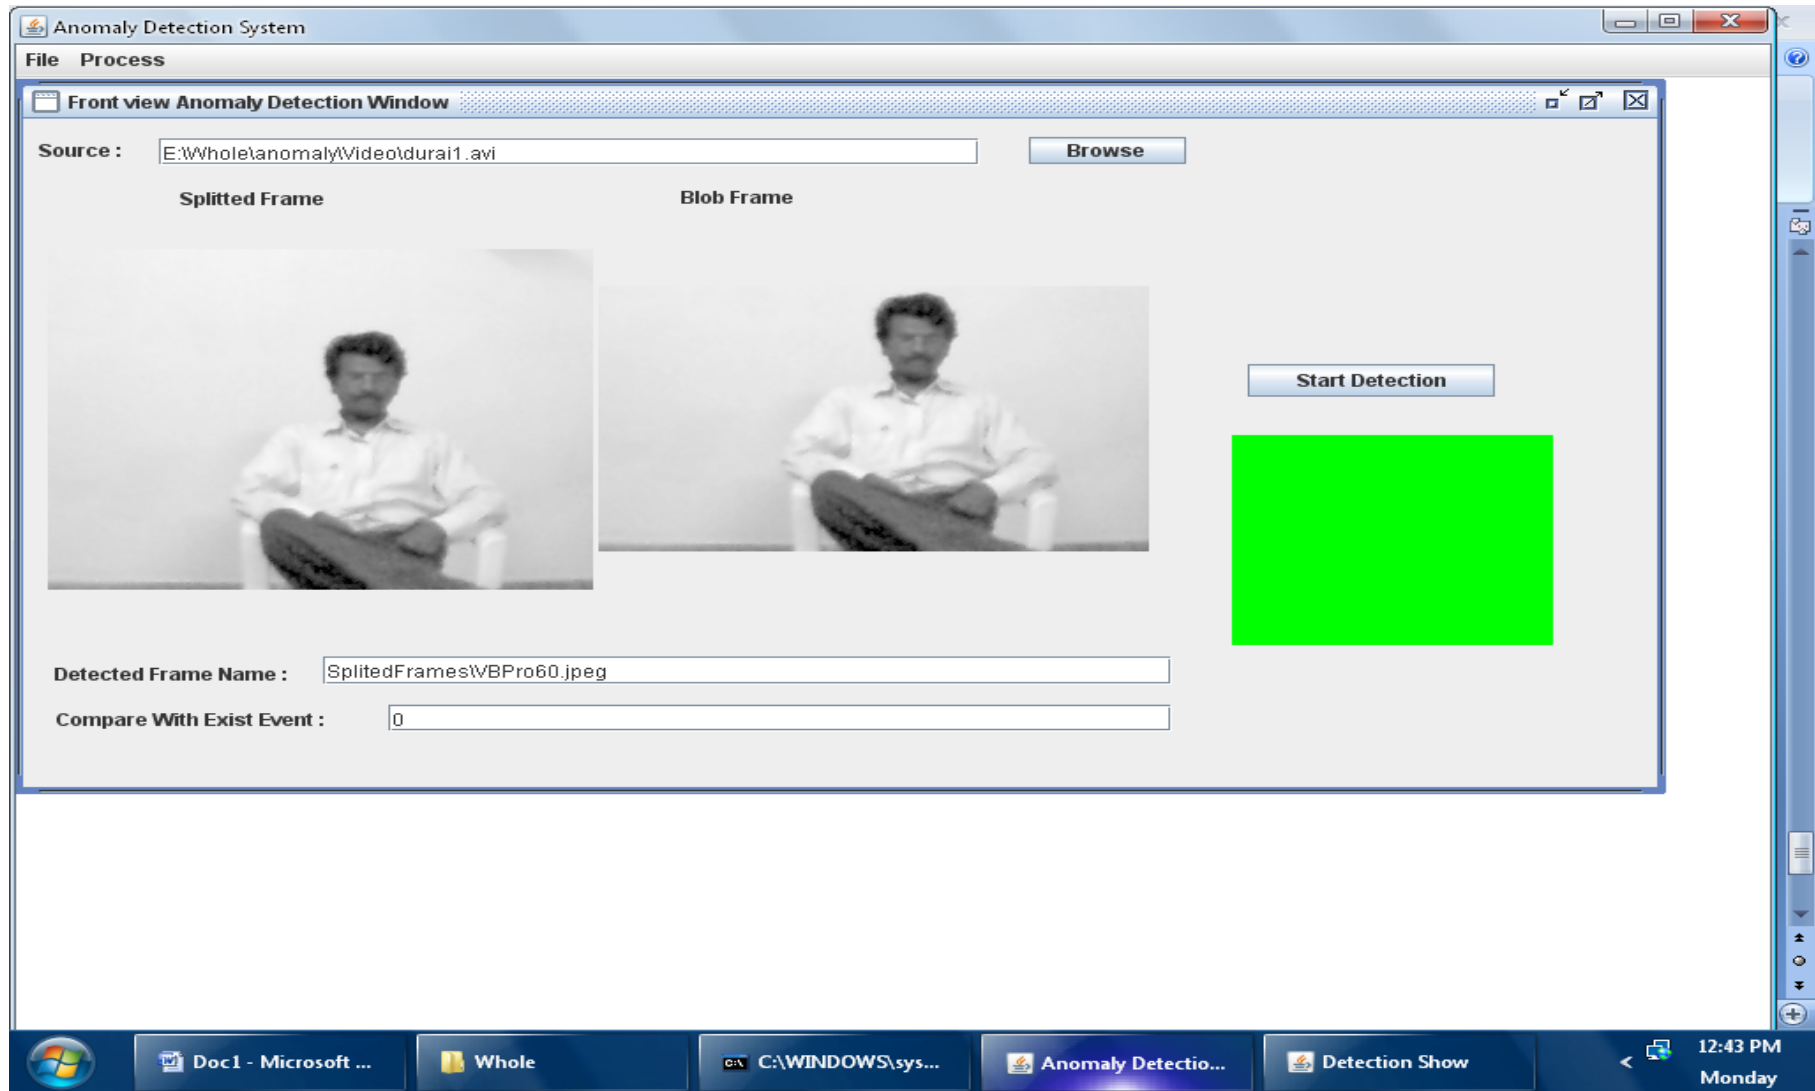 Anomaly Detection System
File Process
Front view Anomaly Detection Window
Source : E:\Whole\anomaly\Video\durai1.avi Browse
Splitted Frame Blob Frame
Start Detection
Detected Frame Name : SplitedFrames\VBPro60.jpeg
Compare With Exist Event : 0
Doc1 - Microsoft ... Whole C:\WINDOWS\sys... Anomaly Detectio... Detection Show 12:43 PM
Monday